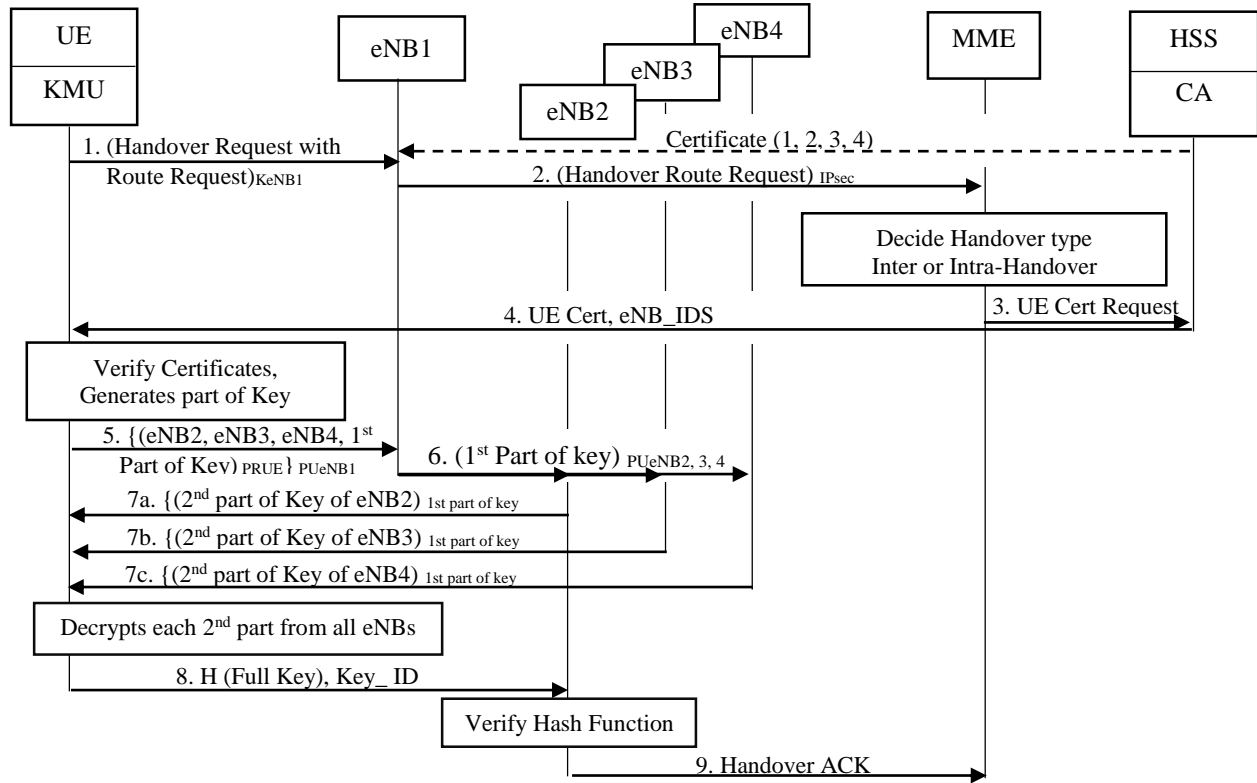 UE
KMU
eNB1
eNB2
eNB3
eNB4
MME
HSS
CA
Certificate (1, 2, 3, 4)
1. (Handover Request with
Route Request)KeNB1
2. (Handover Route Request) IPsec
Decide Handover type
Inter or Intra-Handover
3. UE Cert Request
4. UE Cert, eNB_IDS
Verify Certificates,
Generates part of Key
5. {(eNB2, eNB3, eNB4, 1st
Part of Key) PRUE} PUeNB1
6. (1st Part of key) PUeNB2, 3, 4
7a. {(2nd part of Key of eNB2) 1st part of key
7b. {(2nd part of Key of eNB3) 1st part of key
7c. {(2nd part of Key of eNB4) 1st part of key
Decrypts each 2nd part from all eNBs
8. H (Full Key), Key_ ID
Verify Hash Function
9. Handover ACK